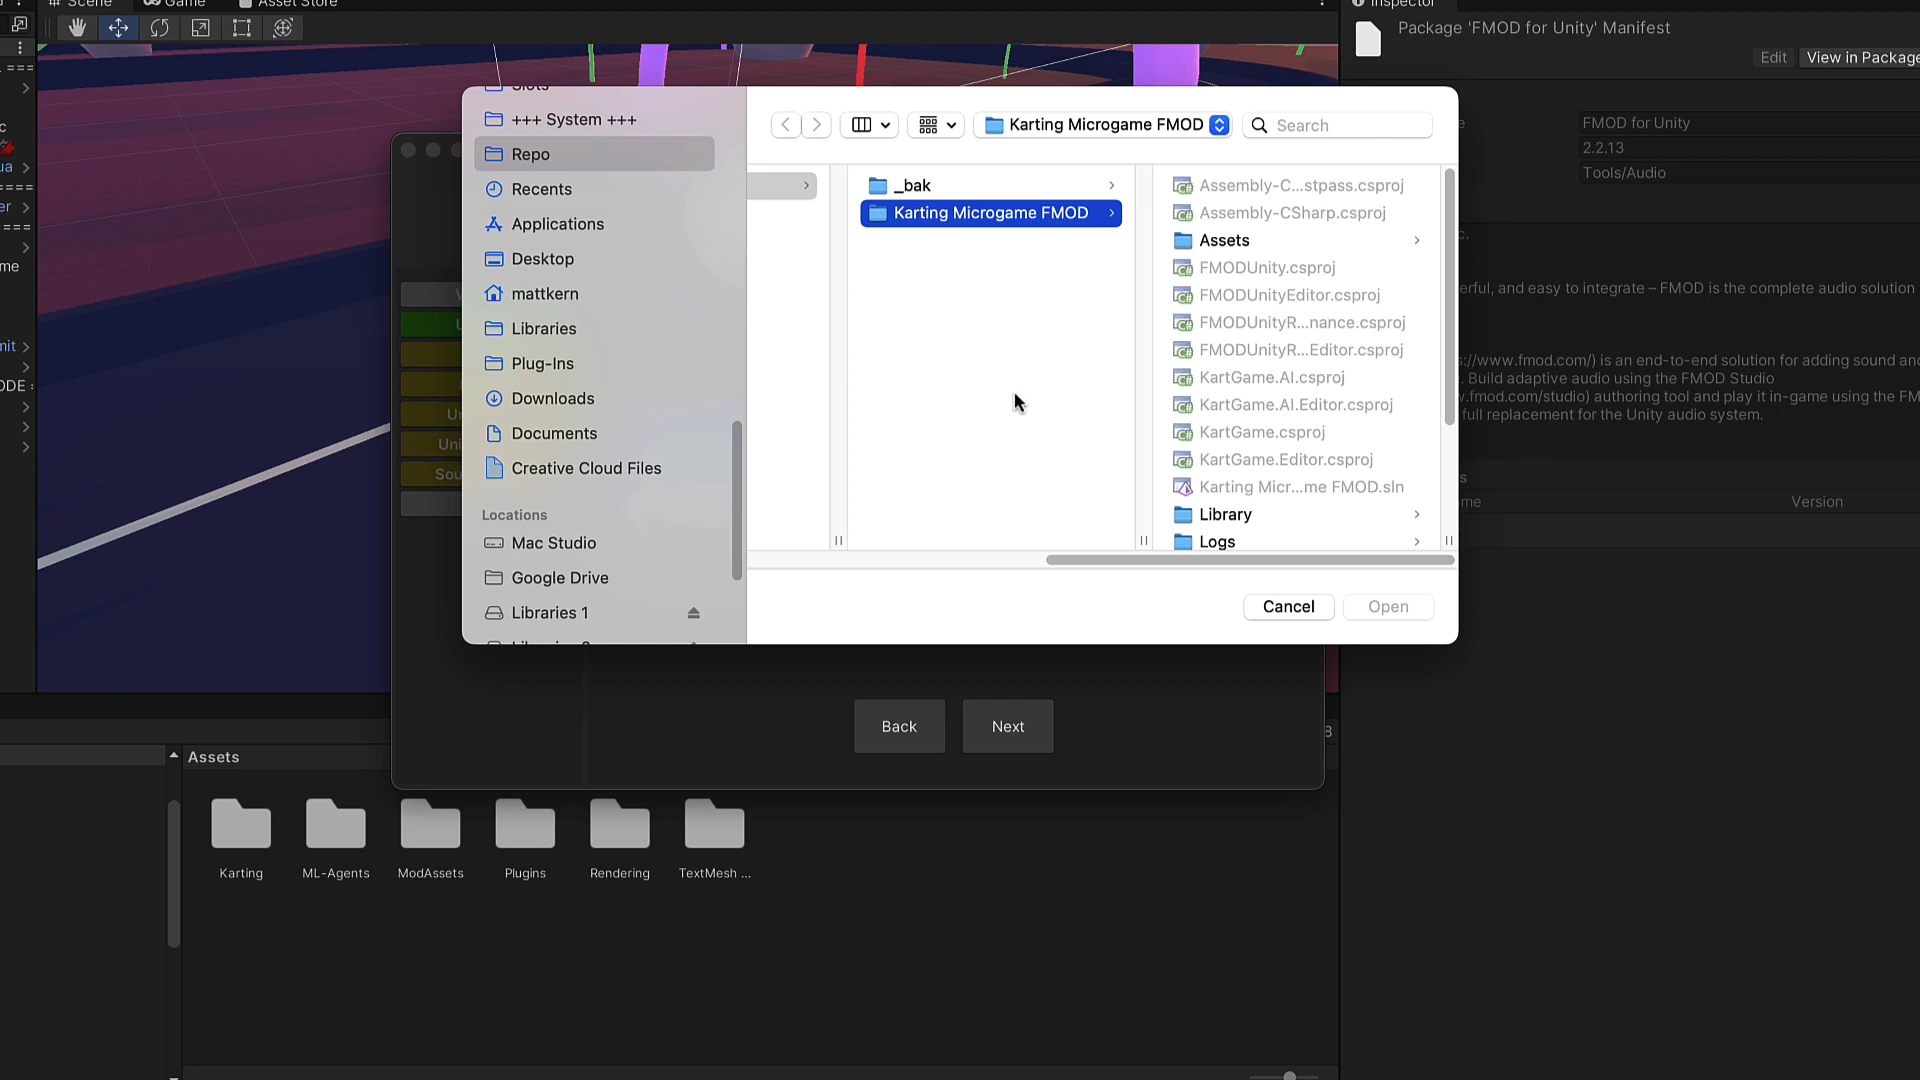 Scene
Game
Asset Store
Inspector
Package 'FMOD for Unity' Manifest
Edit
View in Package
FMOD for Unity
2.2.13
Tools/Audio
+++ System +++
Repo
Recents
Applications
Desktop
mattkern
Libraries
Plug-Ins
Downloads
Documents
Creative Cloud Files
Locations
Mac Studio
Google Drive
Libraries 1
Karting Microgame FMOD
Search
_bak
Karting Microgame FMOD
Assembly-C...stpass.csproj
Assembly-CSharp.csproj
Assets
FMODUnity.csproj
FMODUnityEditor.csproj
FMODUnityR...nance.csproj
FMODUnityR...Editor.csproj
KartGame.AI.csproj
KartGame.AI.Editor.csproj
KartGame.csproj
KartGame.Editor.csproj
Karting Micr...me FMOD.sln
Library
Logs
Cancel
Open
erful, and easy to integrate – FMOD is the complete audio solution
s://www.fmod.com/) is an end-to-end solution for adding sound and
. Build adaptive audio using the FMOD Studio
w.fmod.com/studio) authoring tool and play it in-game using the FM
full replacement for the Unity audio system.
Version
Back
Next
Assets
Karting
ML-Agents
ModAssets
Plugins
Rendering
TextMesh ...